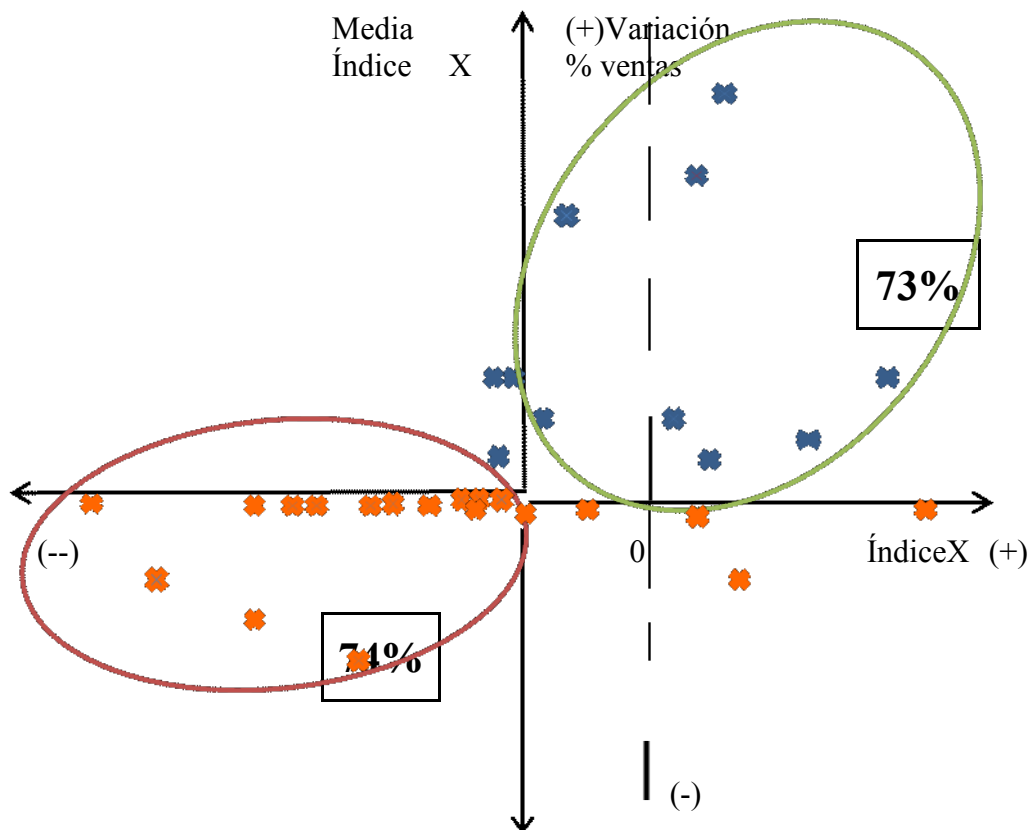 Media (+)Variación
Índice X % ventas
73%
(--) 0 ÍndiceX (+)
74%
(-)